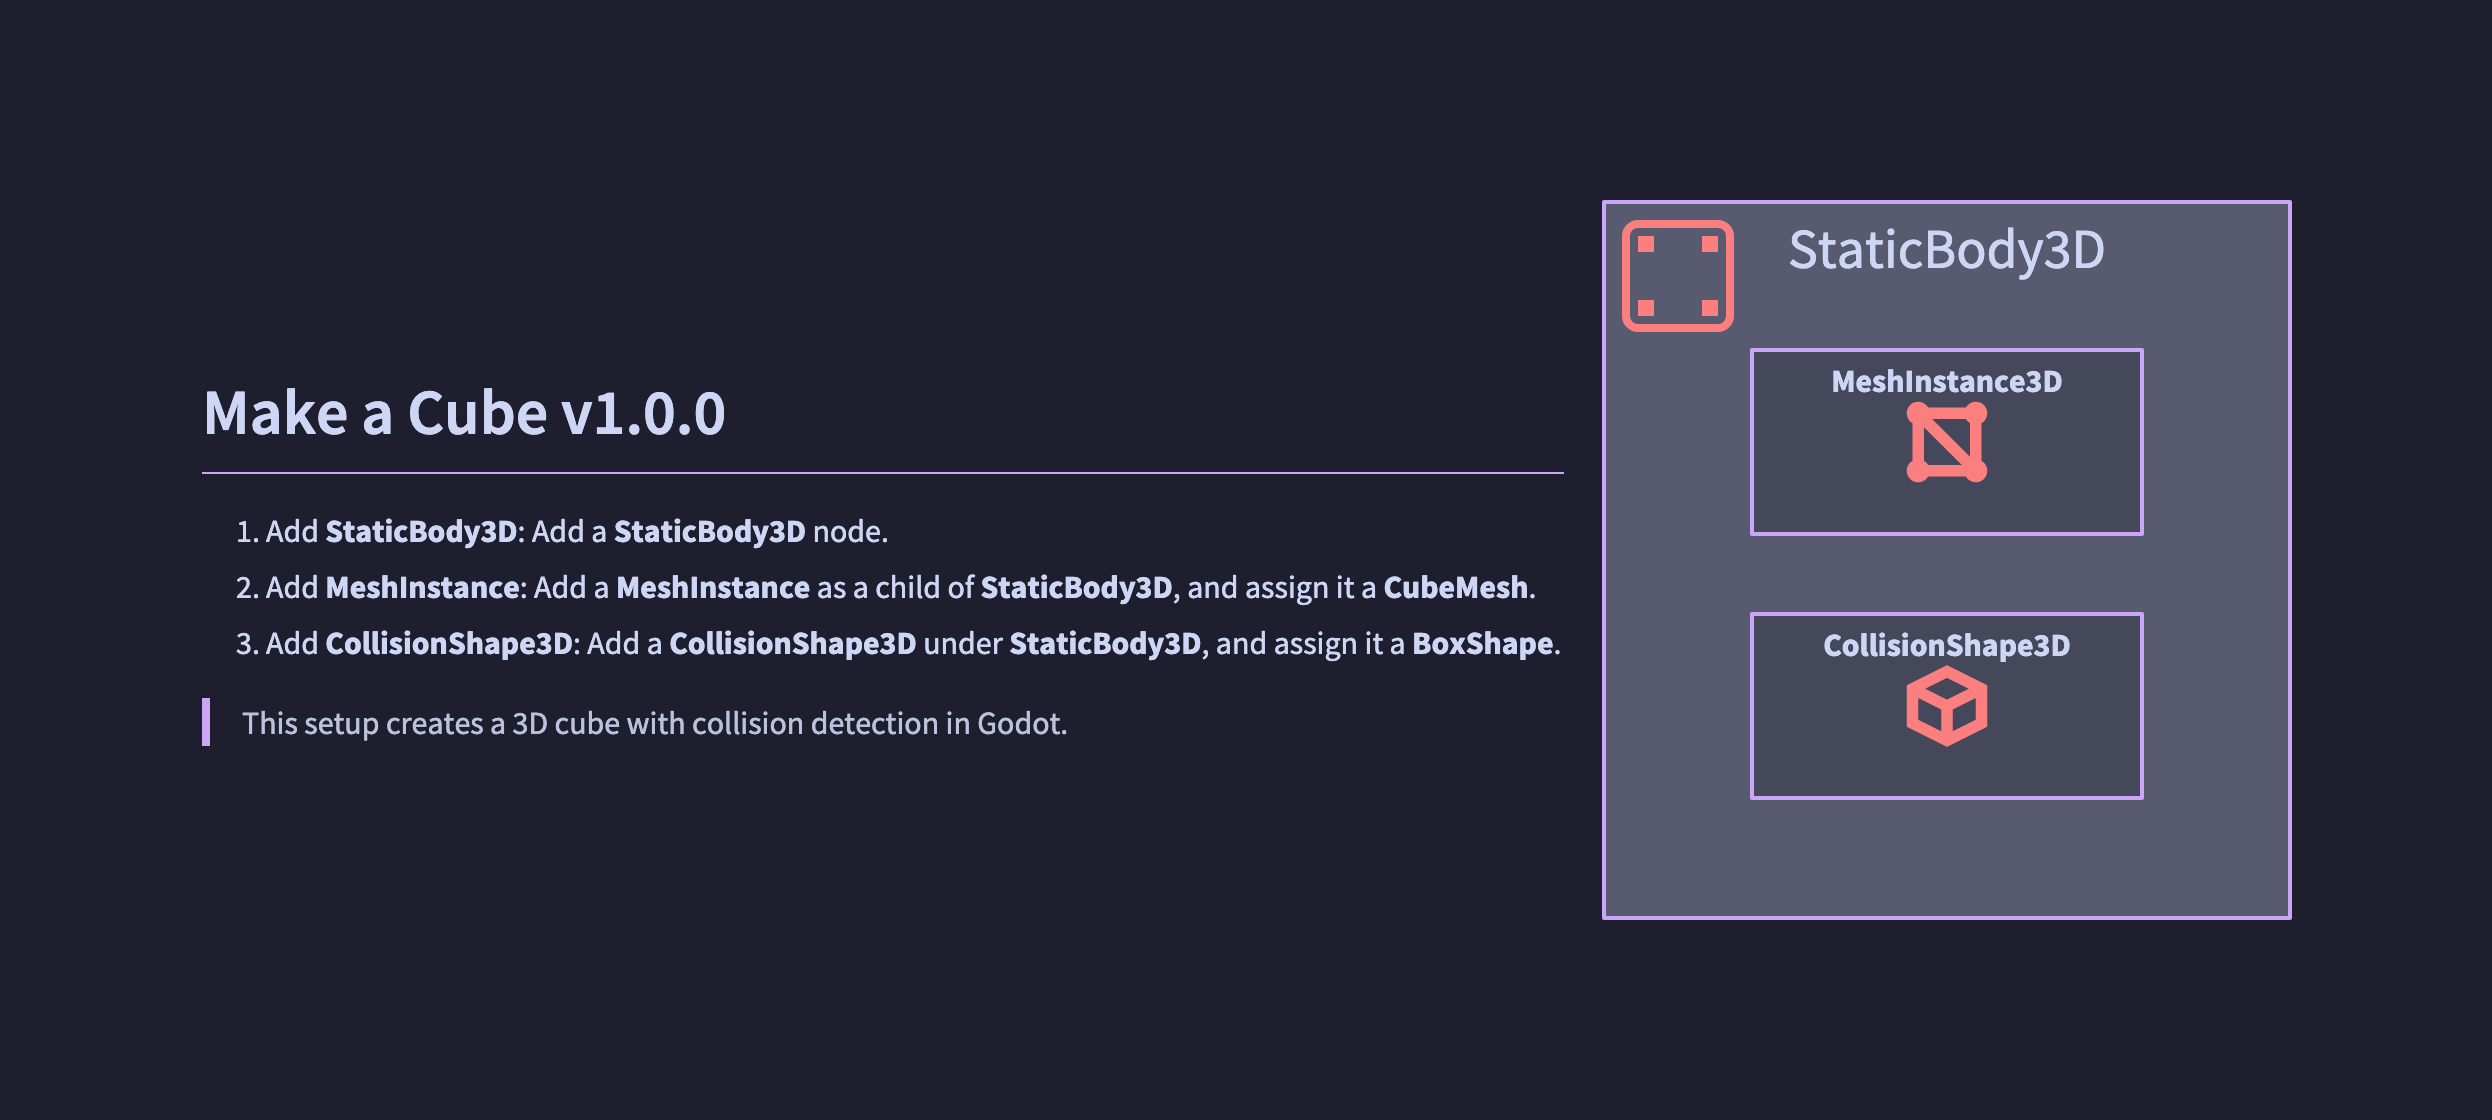 Make a Cube v1.0.0
1. Add StaticBody3D: Add a StaticBody3D node.
2. Add MeshInstance: Add a MeshInstance as a child of StaticBody3D, and assign it a CubeMesh.
3. Add CollisionShape3D: Add a CollisionShape3D under StaticBody3D, and assign it a BoxShape.
This setup creates a 3D cube with collision detection in Godot.
StaticBody3D
MeshInstance3D
CollisionShape3D